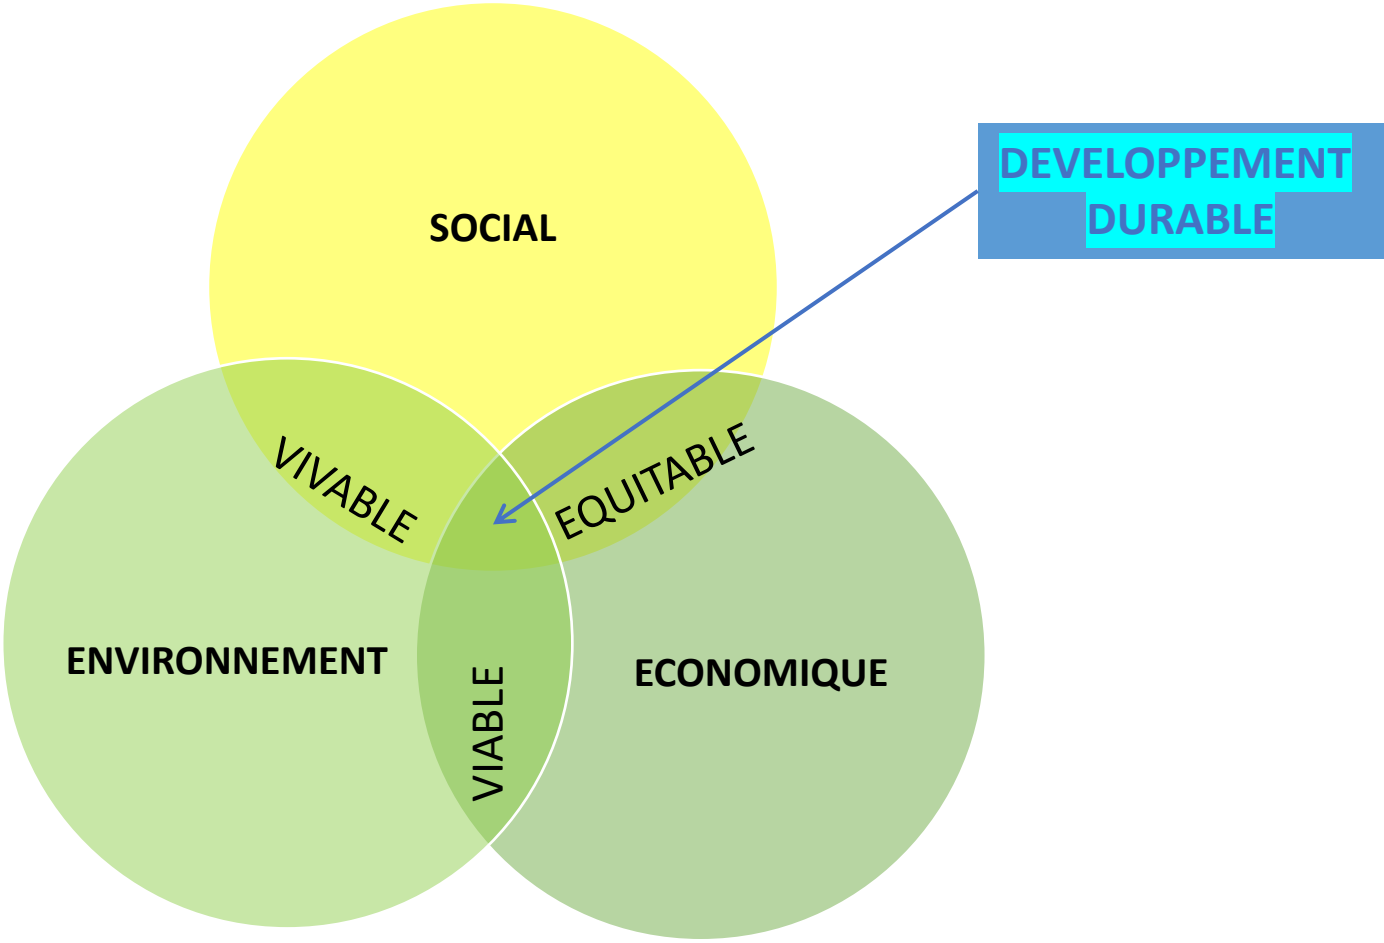 SOCIAL
DEVELOPPEMENT
DURABLE
VIVABLE
EQUITABLE
ENVIRONNEMENT
ECONOMIQUE
VIABLE